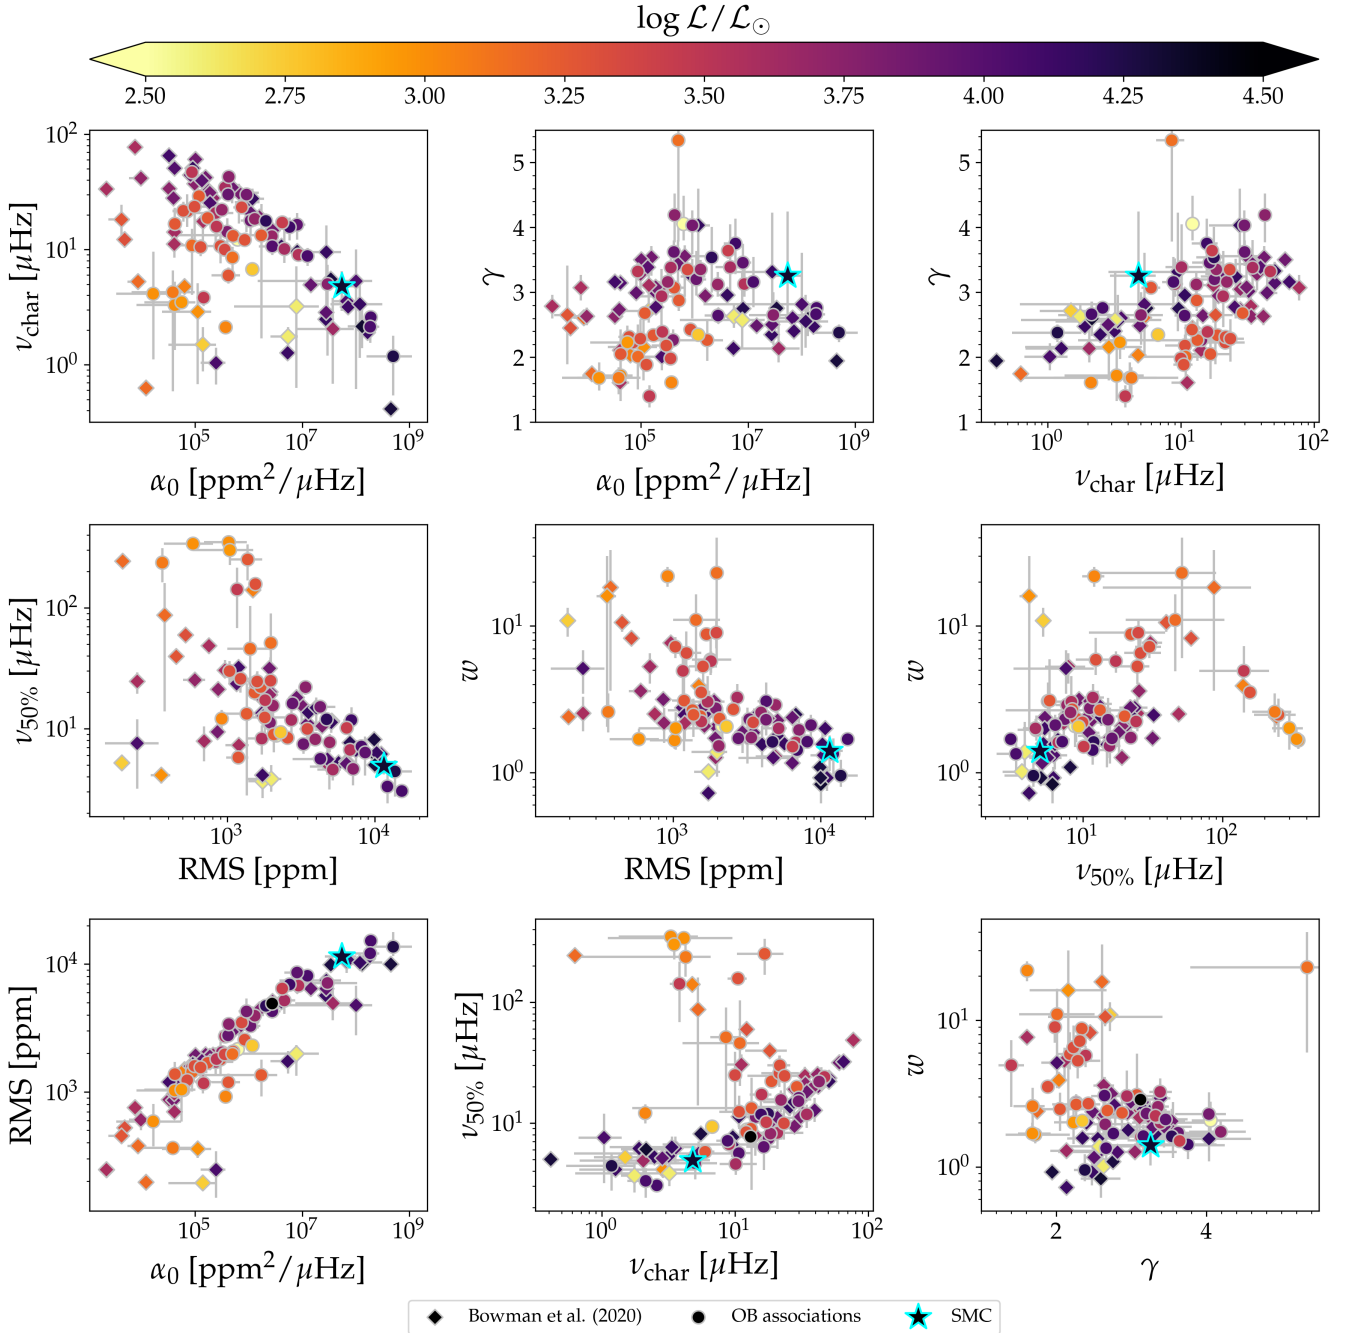 log ℒ/ℒ☉
2.50 2.75 3.00 3.25 3.50 3.75 4.00 4.25 4.50
10² 10¹ 10⁰
ν_char [μHz]
10⁵ 10⁷ 10⁹
α₀ [ppm²/μHz]
5 4 3 2 1
γ
10⁵ 10⁷ 10⁹
α₀ [ppm²/μHz]
5 4 3 2 1
γ
10⁰ 10¹ 10²
ν_char [μHz]
10² 10¹
ν_50% [μHz]
10³ 10⁴
RMS [ppm]
10¹ 10⁰
w
10³ 10⁴
RMS [ppm]
10¹ 10⁰
w
10¹ 10²
ν_50% [μHz]
10⁴ 10³
RMS [ppm]
10⁵ 10⁷ 10⁹
α₀ [ppm²/μHz]
10² 10¹
ν_50% [μHz]
10⁰ 10¹ 10²
ν_char [μHz]
10¹ 10⁰
w
2 4
γ
Bowman et al. (2020) OB associations SMC